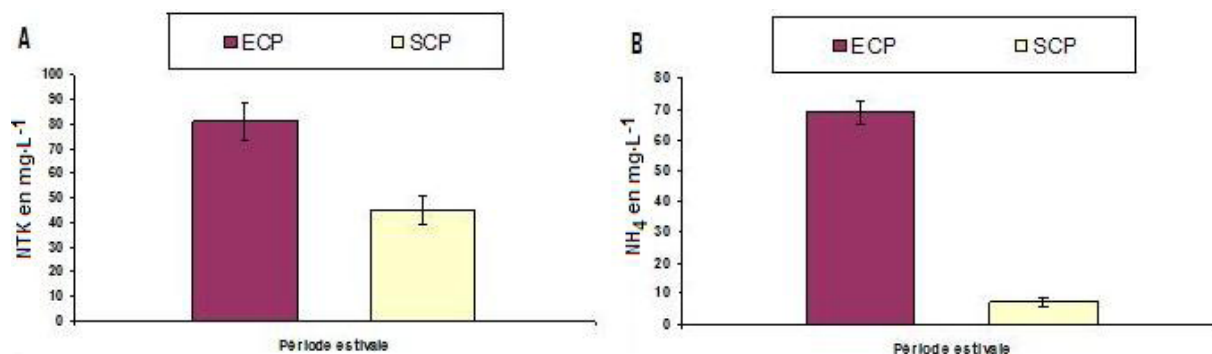 A
ECP SCP
NTK en mg·L-1
100
90
80
70
60
50
40
30
20
10
0
Période estivale
B
ECP SCP
NH4 en mg·L-1
80
70
60
50
40
30
20
10
0
Période estivale